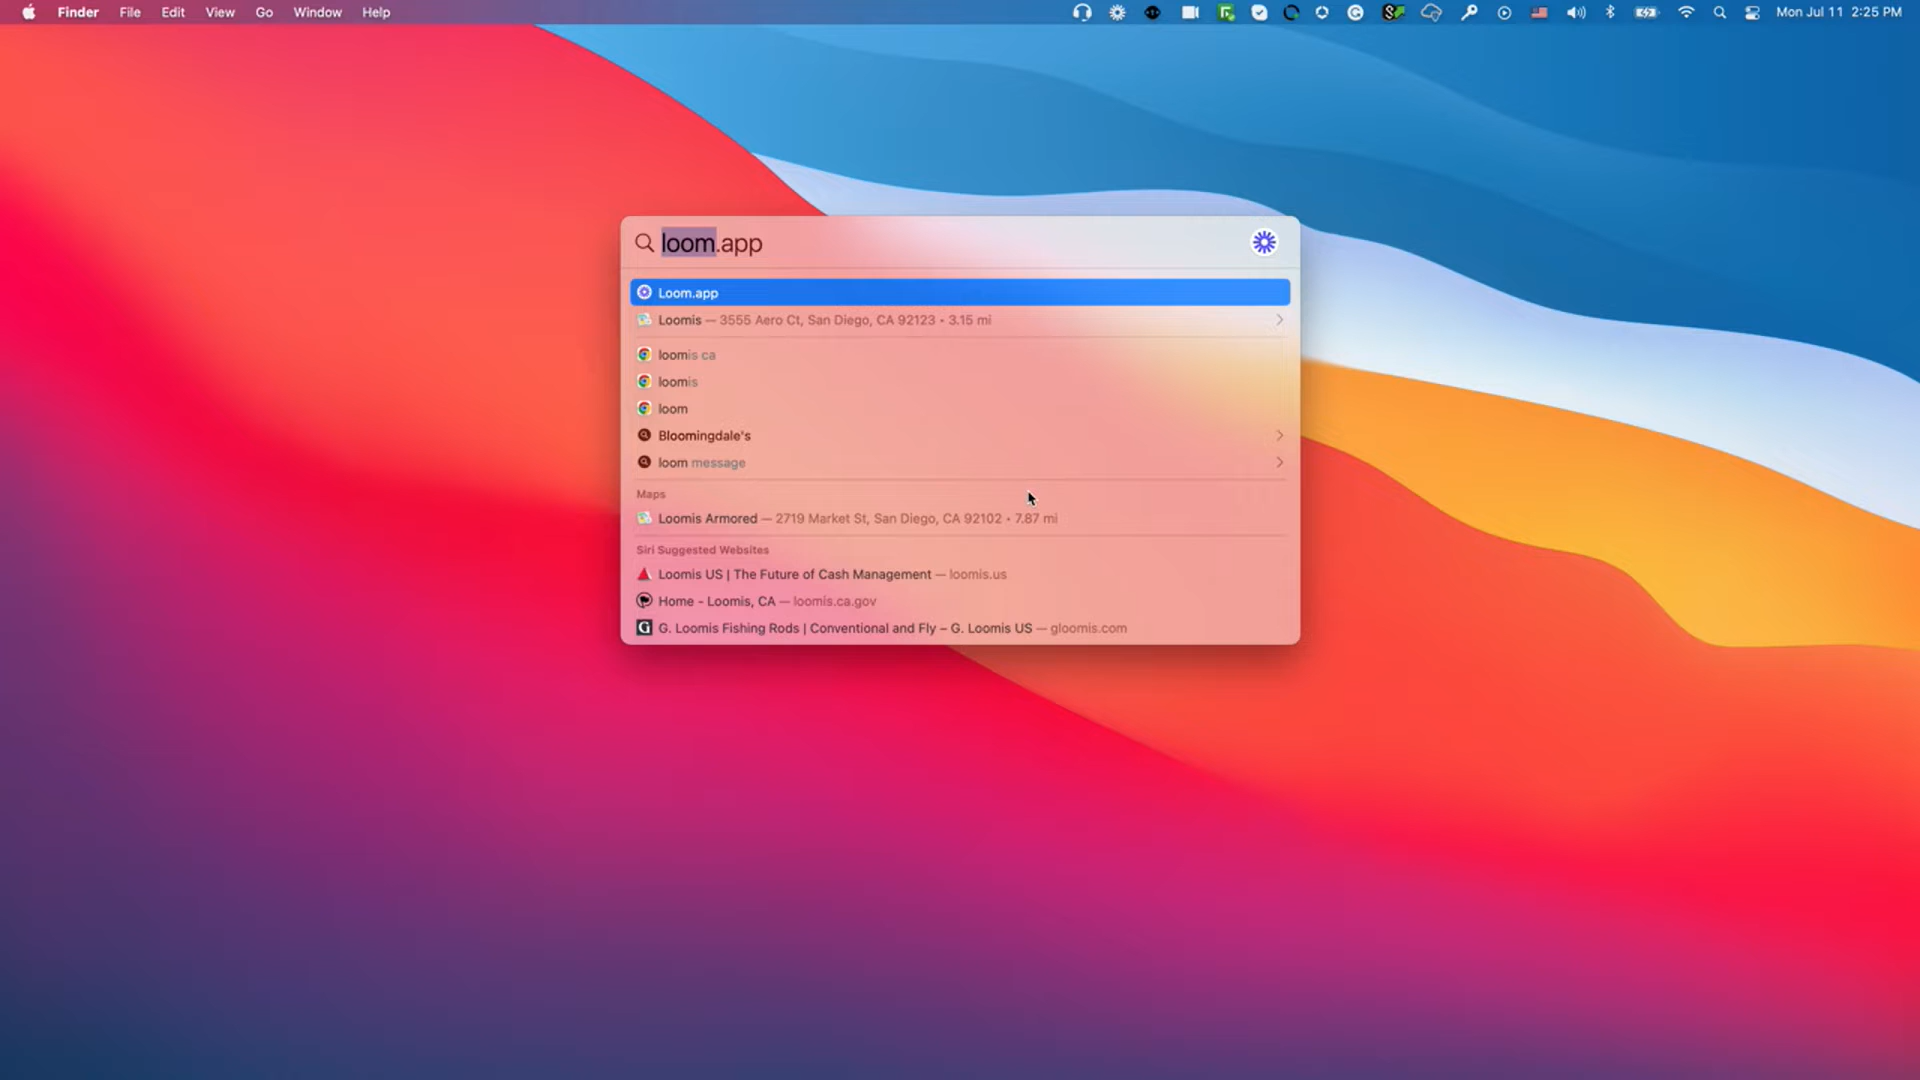 Finder File Edit View Go Window Help Mon Jul 11 2:25 PM
loom.app
Loom.app
Loomis — 3555 Aero Ct, San Diego, CA 92123 • 3.15 mi
loomis ca
loomis
loom
Bloomingdale's
loom message
Maps
Loomis Armored — 2719 Market St, San Diego, CA 92102 • 7.87 mi
Siri Suggested Websites
Loomis US | The Future of Cash Management — loomis.us
Home - Loomis, CA — loomis.ca.gov
G G. Loomis Fishing Rods | Conventional and Fly – G. Loomis US — gloomis.com